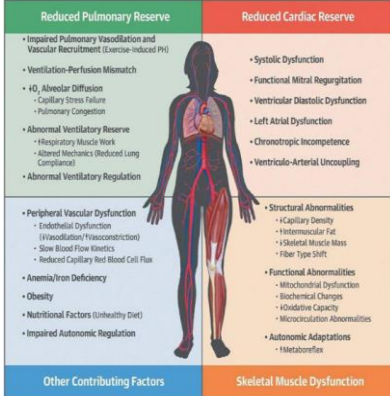 Reduced Pulmonary Reserve
• Impaired Pulmonary Vasodilation and
Vascular Recruitment (Exercise-Induced PH)
• Ventilation-Perfusion Mismatch
• ↓O₂ Alveolar Diffusion
• Capillary Stress Failure
• Pulmonary Congestion
• Abnormal Ventilatory Reserve
• ↑Respiratory Muscle Work
• Altered Mechanics (Reduced Lung
Compliance)
• Abnormal Ventilatory Regulation
Reduced Cardiac Reserve
• Systolic Dysfunction
• Functional Mitral Regurgitation
• Ventricular Diastolic Dysfunction
• Left Atrial Dysfunction
• Chronotropic Incompetence
• Ventriculo-Arterial Uncoupling
• Peripheral Vascular Dysfunction
• Endothelial Dysfunction
(↓Vasodilation/↑Vasoconstriction)
• Slow Blood Flow Kinetics
• Reduced Capillary Red Blood Cell Flux
• Anemia/Iron Deficiency
• Obesity
• Nutritional Factors (Unhealthy Diet)
• Impaired Autonomic Regulation
Other Contributing Factors
• Structural Abnormalities
• ↓Capillary Density
• ↑Intermuscular Fat
• ↓Skeletal Muscle Mass
• Fiber Type Shift
• Functional Abnormalities
• Mitochondrial Dysfunction
• Biochemical Changes
• ↓Oxidative Capacity
• Microcirculation Abnormalities
• Autonomic Adaptations
• ↑Metaboreflex
Skeletal Muscle Dysfunction